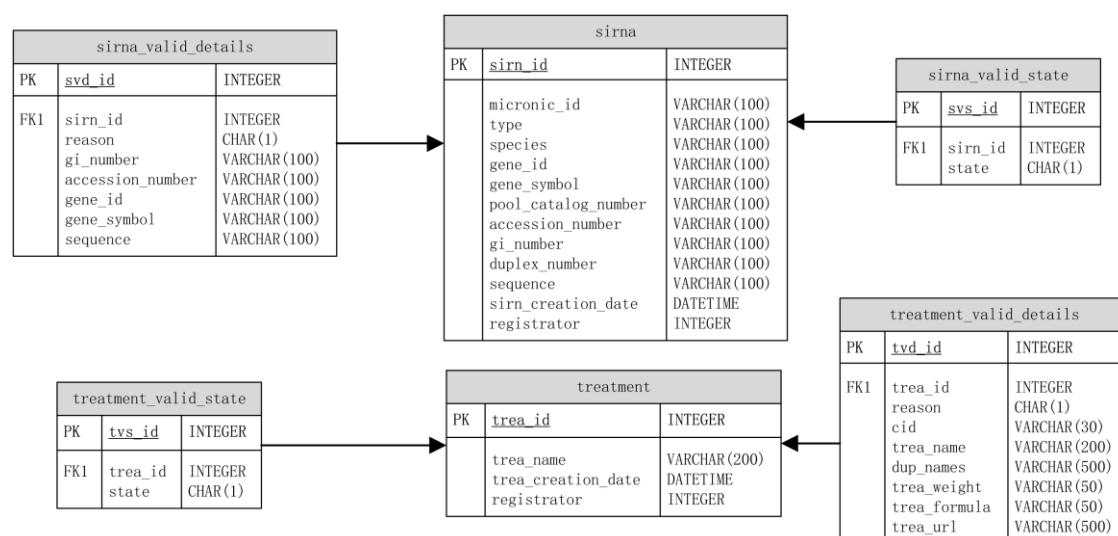 sirna_valid_details
PK svd_id INTEGER
FK1 sirn_id INTEGER
reason CHAR(1)
gi_number VARCHAR(100)
accession_number VARCHAR(100)
gene_id VARCHAR(100)
gene_symbol VARCHAR(100)
sequence VARCHAR(100)
sirna
PK sirn_id INTEGER
micronic_id VARCHAR(100)
type VARCHAR(100)
species VARCHAR(100)
gene_id VARCHAR(100)
gene_symbol VARCHAR(100)
pool_catalog_number VARCHAR(100)
accession_number VARCHAR(100)
gi_number VARCHAR(100)
duplex_number VARCHAR(100)
sequence VARCHAR(100)
sirn_creation_date DATETIME
registrator INTEGER
sirna_valid_state
PK svs_id INTEGER
FK1 sirn_id INTEGER
state CHAR(1)
treatment_valid_state
PK tvs_id INTEGER
FK1 trea_id INTEGER
state CHAR(1)
treatment
PK trea_id INTEGER
trea_name VARCHAR(200)
trea_creation_date DATETIME
registrator INTEGER
treatment_valid_details
PK tvd_id INTEGER
FK1 trea_id INTEGER
reason CHAR(1)
cid VARCHAR(30)
trea_name VARCHAR(200)
dup_names VARCHAR(500)
trea_weight VARCHAR(50)
trea_formula VARCHAR(50)
trea_url VARCHAR(500)